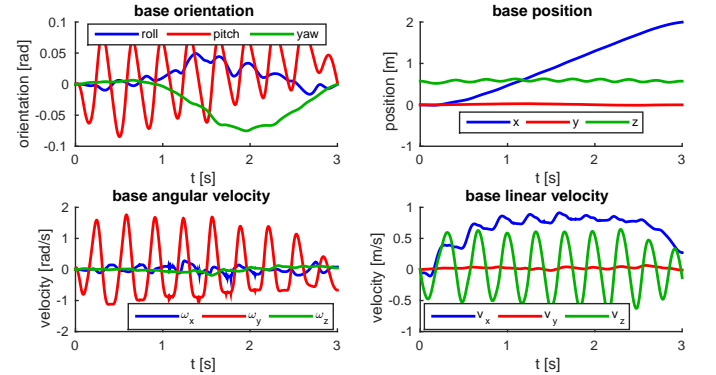 base orientation
0.1
0.05
0
-0.05
-0.1
orientation [rad]
roll pitch yaw
0 1 2 3
t [s]
base position
2
1
0
-1
position [m]
x y z
0 1 2 3
t [s]
base angular velocity
2
1
0
-1
-2
velocity [rad/s]
ω_x ω_y ω_z
0 1 2 3
t [s]
base linear velocity
1
0.5
0
-0.5
-1
velocity [m/s]
v_x v_y v_z
0 1 2 3
t [s]